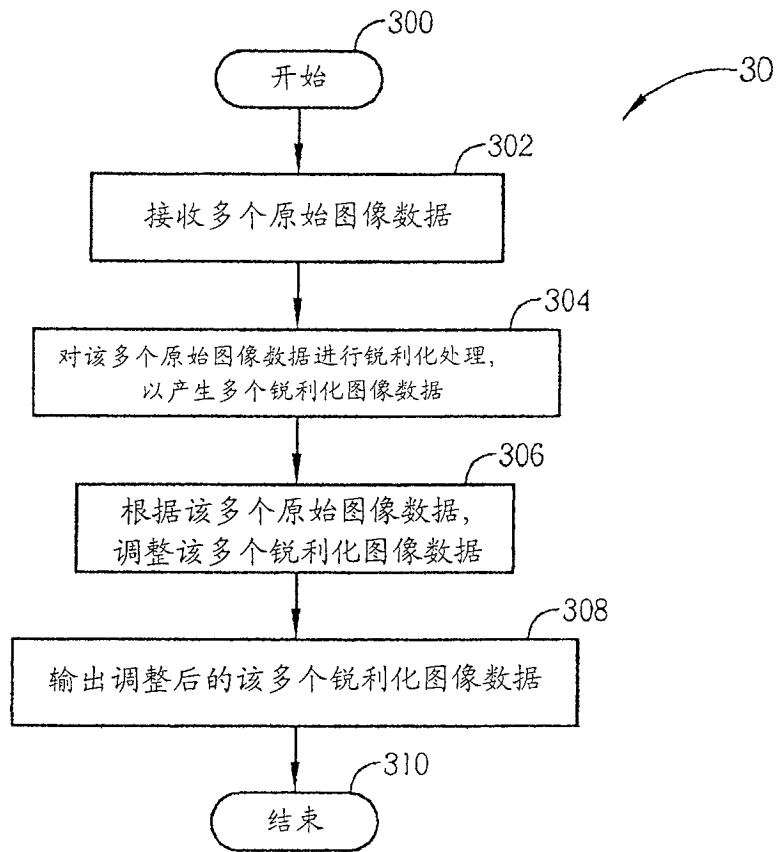 300
开始
30
302
接收多个原始图像数据
304
对该多个原始图像数据进行锐利化处理,
以产生多个锐利化图像数据
306
根据该多个原始图像数据,
调整该多个锐利化图像数据
308
输出调整后的该多个锐利化图像数据
310
结束